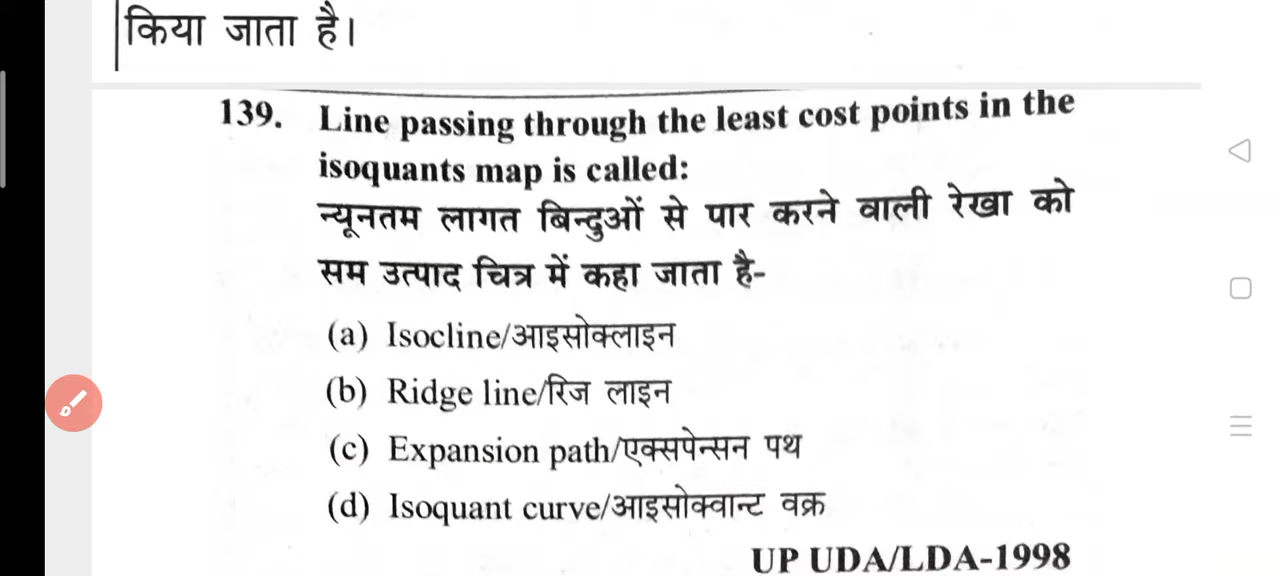 किया जाता है।
139. Line passing through the least cost points in the
isoquants map is called:
न्यूनतम लागत बिन्दुओं से पार करने वाली रेखा को
सम उत्पाद चित्र में कहा जाता है-
(a) Isocline/आइसोक्लाइन
(b) Ridge line/रिज लाइन
(c) Expansion path/एक्सपेन्सन पथ
(d) Isoquant curve/आइसोक्वान्ट वक्र
UP UDA/LDA-1998